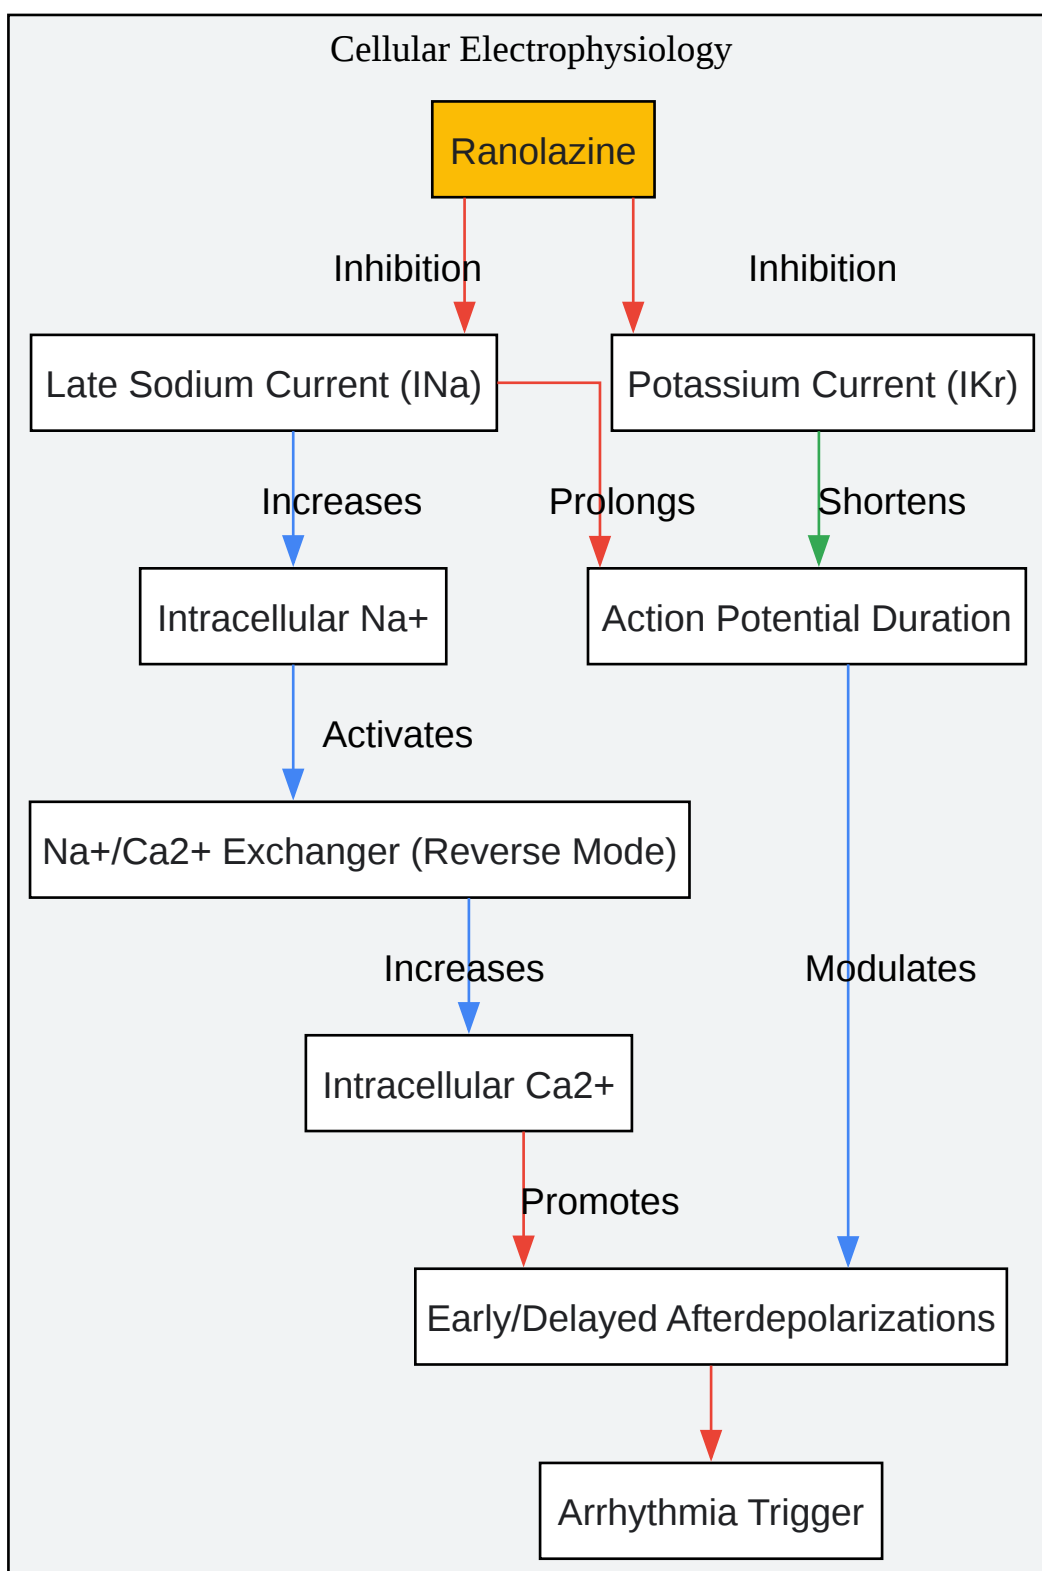 Cellular Electrophysiology
Ranolazine
Inhibition
Inhibition
Late Sodium Current (INa)
Potassium Current (IKr)
Increases
Prolongs
Shortens
Intracellular Na+
Action Potential Duration
Activates
Na+/Ca2+ Exchanger (Reverse Mode)
Increases
Modulates
Intracellular Ca2+
Promotes
Early/Delayed Afterdepolarizations
Arrhythmia Trigger